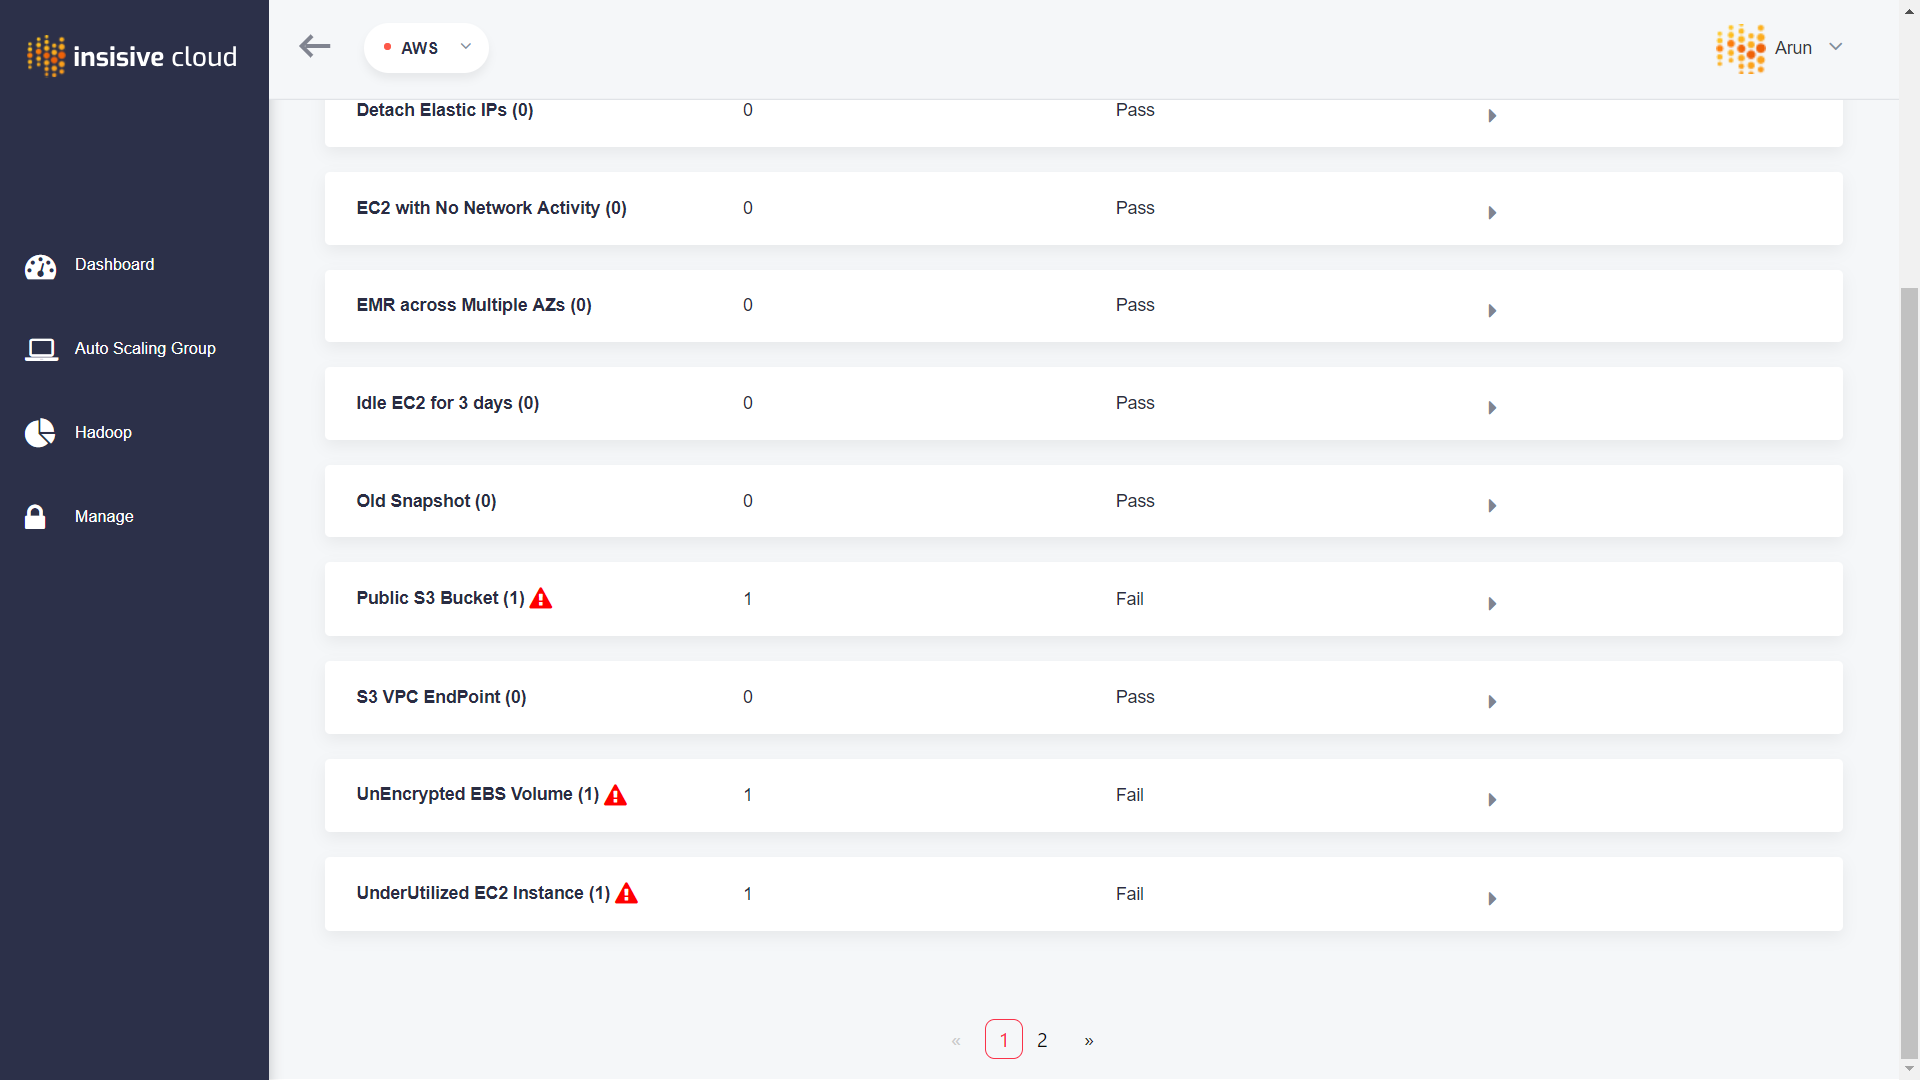 insisive cloud
AWS
Arun
Dashboard
Auto Scaling Group
Hadoop
Manage
Detach Elastic IPs (0) 0 Pass
EC2 with No Network Activity (0) 0 Pass
EMR across Multiple AZs (0) 0 Pass
Idle EC2 for 3 days (0) 0 Pass
Old Snapshot (0) 0 Pass
Public S3 Bucket (1) 1 Fail
S3 VPC EndPoint (0) 0 Pass
UnEncrypted EBS Volume (1) 1 Fail
UnderUtilized EC2 Instance (1) 1 Fail
« 1 2 »